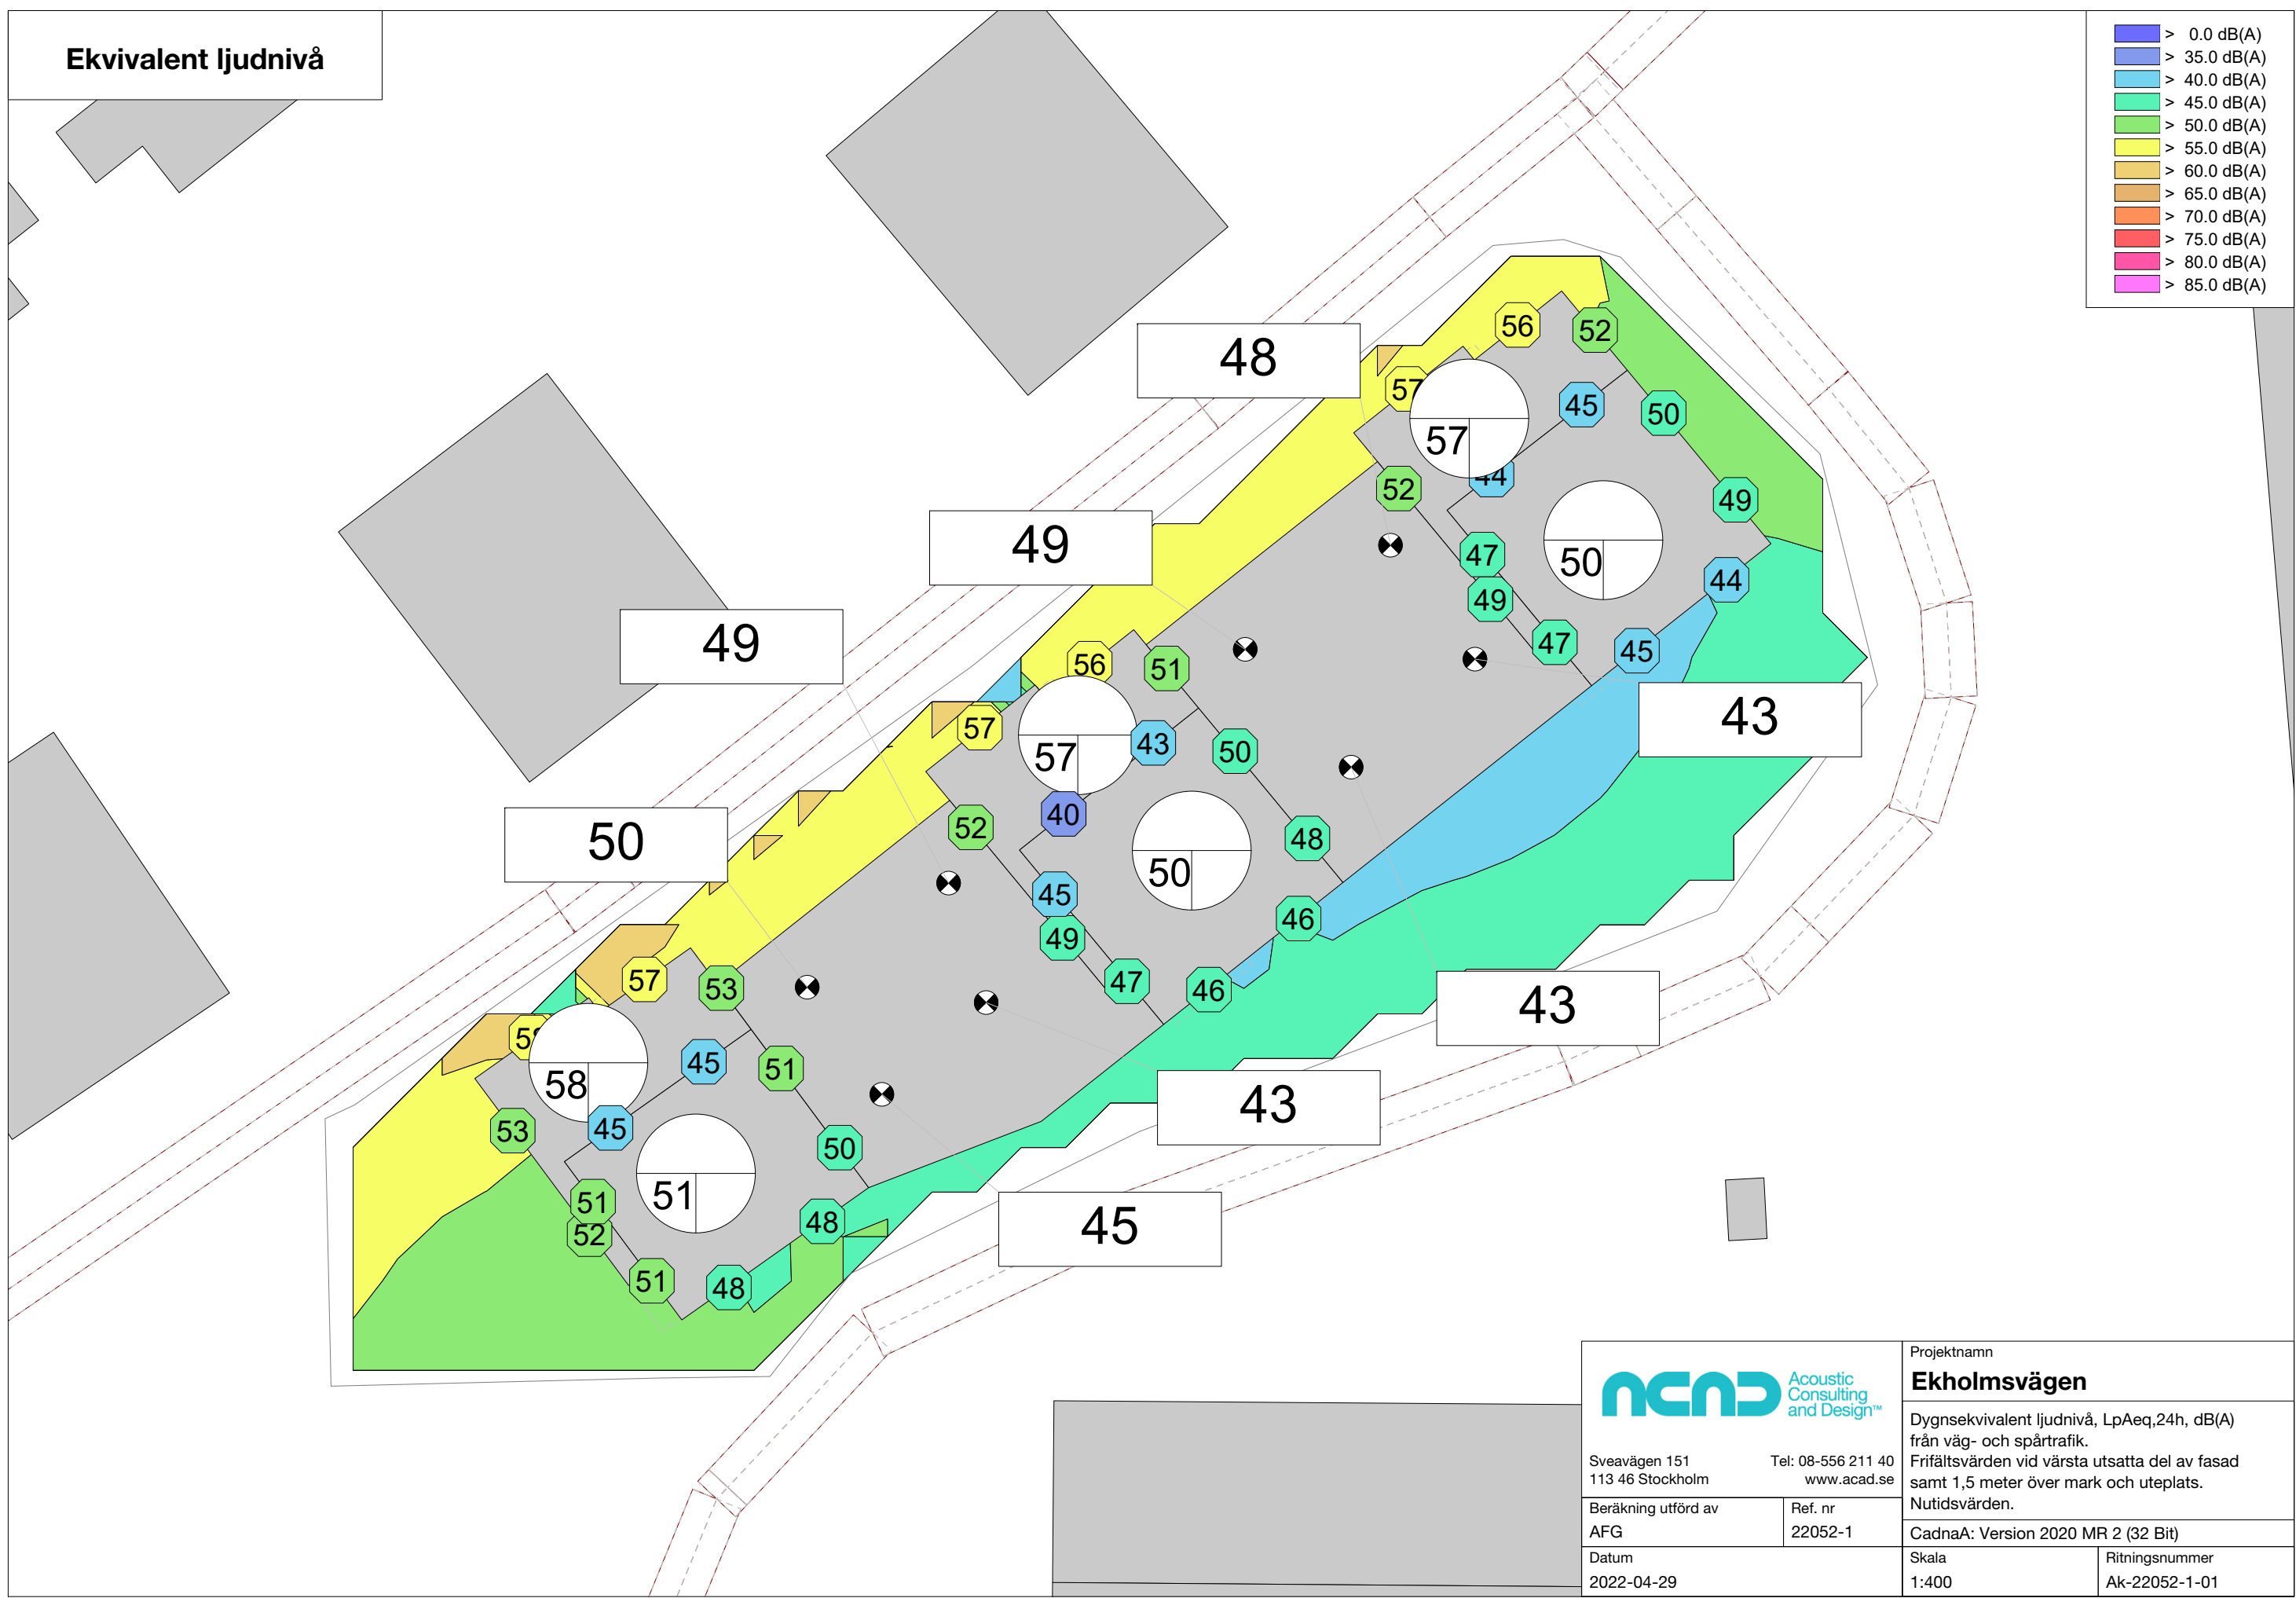 Ekvivalent ljudnivå
> 0.0 dB(A)
> 35.0 dB(A)
> 40.0 dB(A)
> 45.0 dB(A)
> 50.0 dB(A)
> 55.0 dB(A)
> 60.0 dB(A)
> 65.0 dB(A)
> 70.0 dB(A)
> 75.0 dB(A)
> 80.0 dB(A)
> 85.0 dB(A)
56
52
48
57
45
50
57
44
52
49
49
47
50
44
49
49
47
45
56
51
43
57
57
43
50
40
52
48
50
50
45
46
49
43
57
53
47
46
58
45
51
58
43
53
45
50
51
51
48
45
52
51
48
acad
Acoustic
Consulting
and Design™
Sveavägen 151
113 46 Stockholm
Tel: 08-556 211 40
www.acad.se
Beräkning utförd av
AFG
Ref. nr
22052-1
Datum
2022-04-29
Projektnamn
Ekholmsvägen
Dygnsekvivalent ljudnivå, LpAeq,24h, dB(A)
från väg- och spårtrafik.
Frifältsvärden vid värsta utsatta del av fasad
samt 1,5 meter över mark och uteplats.
Nutidsvärden.
CadnaA: Version 2020 MR 2 (32 Bit)
Skala
1:400
Ritningsnummer
Ak-22052-1-01